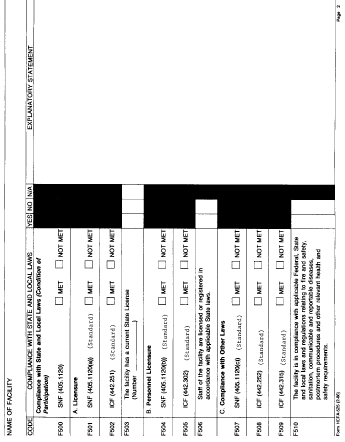 NAME OF FACILITY
CODE COMPLIANCE WITH STATE AND LOCAL LAWS YES NO N/A EXPLANATORY STATEMENT
Compliance with State and Local Laws (Condition of
Participation)
F500 SNF (405.1120) MET NOT MET
A. Licensure
F501 SNF (405.1120(a)) (Standard) MET NOT MET
F502 ICF (442.251) (Standard) MET NOT MET
F503 The facility has a current State License
(Number)
B. Personnel Licensure
F504 SNF (405.1120(b)) (Standard) MET NOT MET
F505 ICF (442.302) (Standard) MET NOT MET
F506 Staff of the facility are licensed or registered in
accordance with applicable State laws.
C. Compliance with Other Laws
F507 SNF (405.1120(c)) (Standard) MET NOT MET
F508 ICF (442.252) (Standard) MET NOT MET
F509 ICF (442.315) (Standard) MET NOT MET
F510 The facility is in compliance with applicable Federal, State
and local laws and regulations relating to fire and safety,
sanitation, communicable and reportable diseases,
postmortem procedures and other relevant health and
safety requirements.
Form HCFA-525 (2-86) Page 2